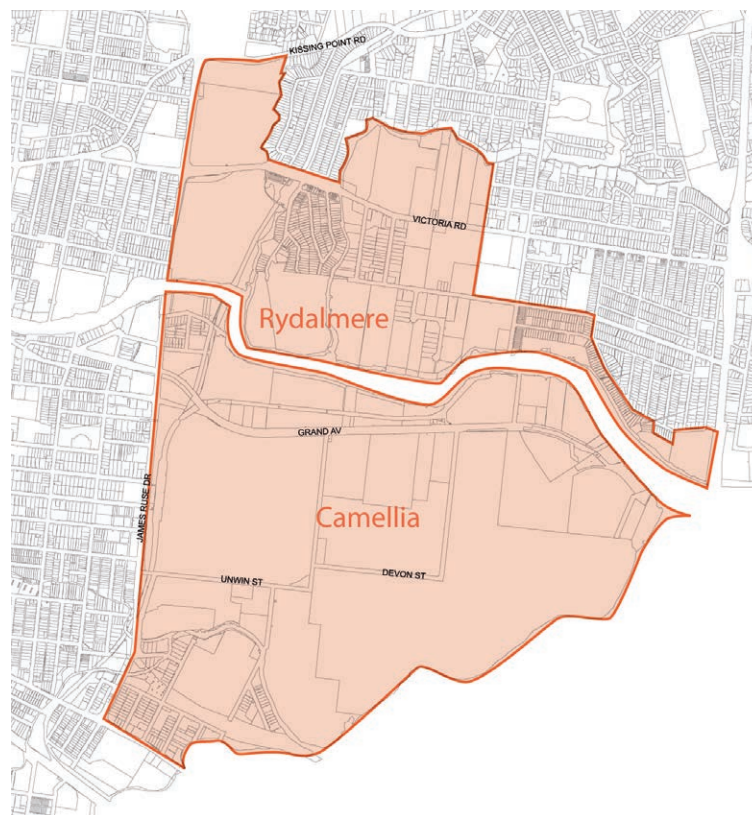 KISSING POINT RD
VICTORIA RD
Rydalmere
GRAND AV
JAMES RUSE DR
Camellia
UNWIN ST
DEVON ST